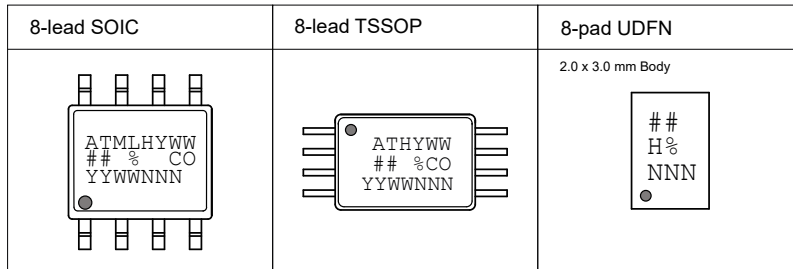 8-lead SOIC
ATMLHYWW
## % CO
YYWWNNN
8-lead TSSOP
ATHYWW
## %CO
YYWWNNN
8-pad UDFN
2.0 x 3.0 mm Body
##
H%
NNN